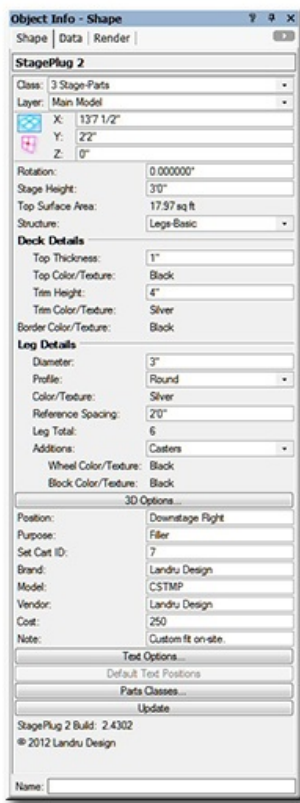 Object Info - Shape
Shape Data Render
StagePlug 2
Class: 3 Stage-Parts
Layer: Main Model
X: 13'7 1/2"
Y: 2'2"
Z: 0"
Rotation: 0.000000°
Stage Height: 3'0"
Top Surface Area: 17.97 sq ft
Structure: Legs-Basic
Deck Details
Top Thickness: 1"
Top Color/Texture: Black
Trim Height: 4"
Trim Color/Texture: Silver
Border Color/Texture: Black
Leg Details
Diameter: 3"
Profile: Round
Color/Texture: Silver
Reference Spacing: 2'0"
Leg Total: 6
Additions: Casters
Wheel Color/Texture: Black
Block Color/Texture: Black
3D Options...
Position: Downstage Right
Purpose: Filler
Set Cart ID: 7
Brand: Landru Design
Model: CSTMP
Vendor: Landru Design
Cost: 250
Note: Custom fit on-site.
Text Options...
Default Text Positions
Parts Classes...
Update
StagePlug 2 Build: 2.4302
© 2012 Landru Design
Name: